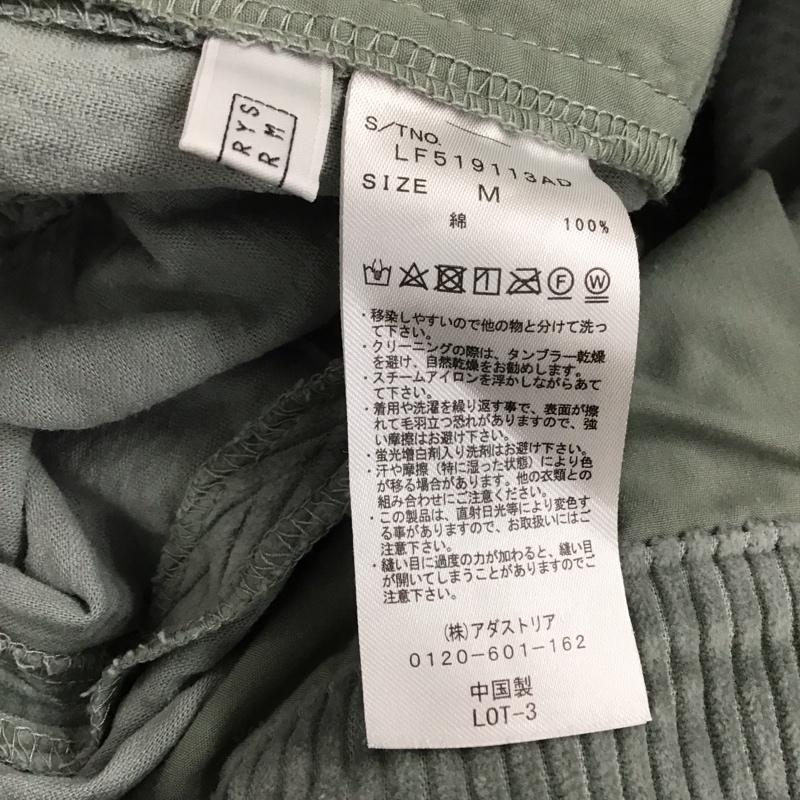 RYS
RM
S/TNO.
LF519113AD
SIZE M
綿 100%
F W
・移染しやすいので他の物と分けて洗っ
て下さい。
・クリーニングの際は、タンブラー乾燥
を避け、自然乾燥をお勧めします。
・スチームアイロンを浮かしながらあて
て下さい。
・着用や洗濯を繰り返す事で、表面が擦
れて毛羽立つ恐れがありますので、強
い摩擦はお避け下さい。
・蛍光増白剤入り洗剤はお避け下さい。
・汗や摩擦（特に湿った状態）により色
が移る場合があります。他の衣類との
組み合わせにご注意ください。
・この製品は、直射日光等により変色す
る事がありますので、お取扱いにはご
注意下さい。
・縫い目に過度の力が加わると、縫い目
が開いてしまうことがありますのでご
注意下さい。
(株)アダストリア
0120-601-162
中国製
LOT-3